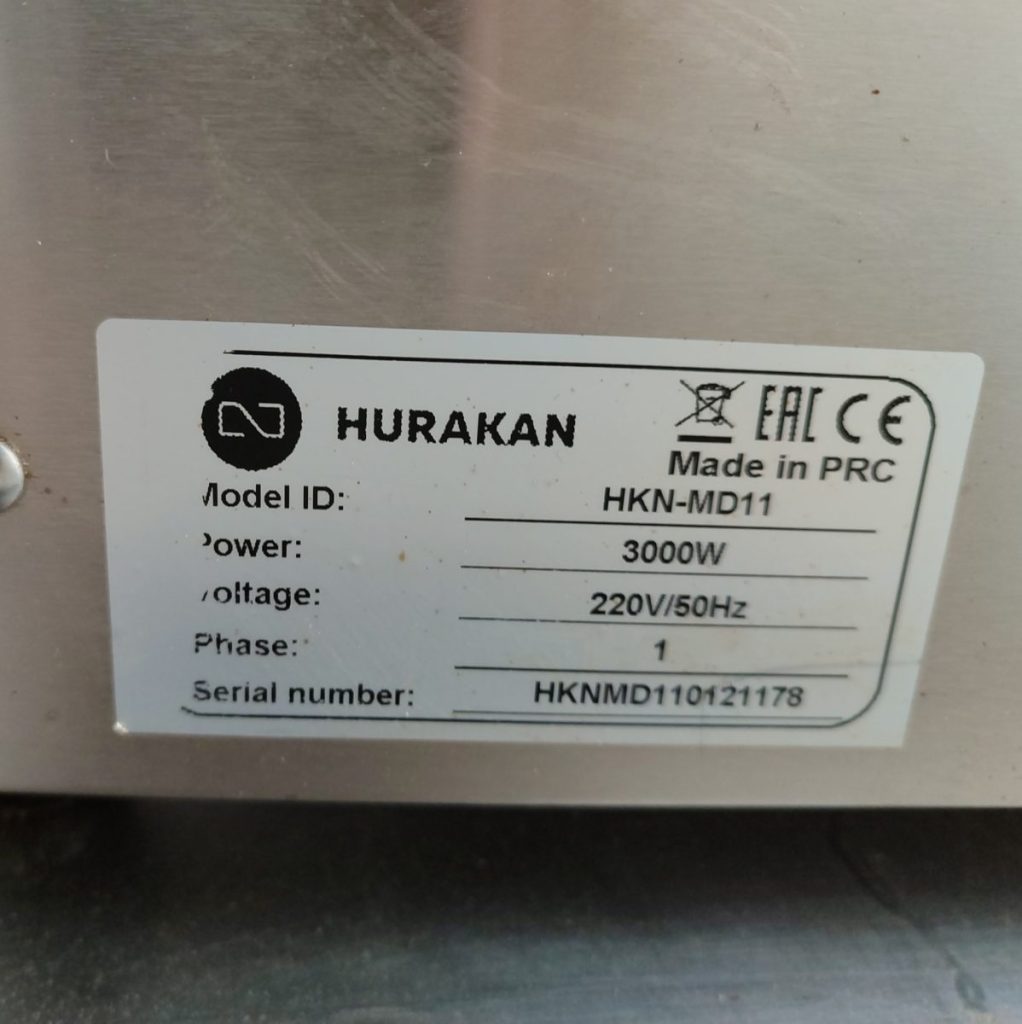 HURAKAN
EAC CE
Made in PRC
Model ID: HKN-MD11
Power: 3000W
Voltage: 220V/50Hz
Phase: 1
Serial number: HKNMD110121178